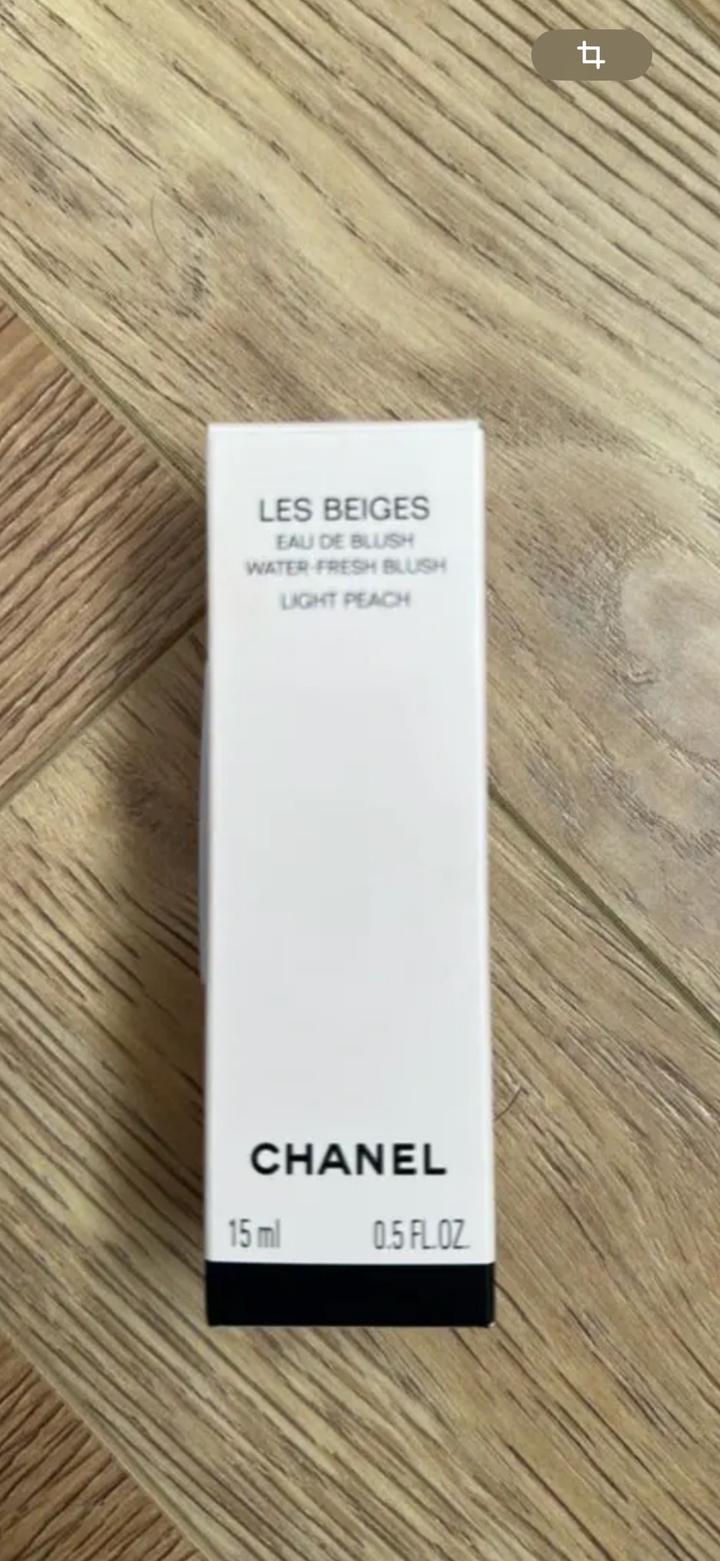 LES BEIGES
EAU DE BLUSH
WATER-FRESH BLUSH
LIGHT PEACH
CHANEL
15 ml 0.5 FL.OZ.